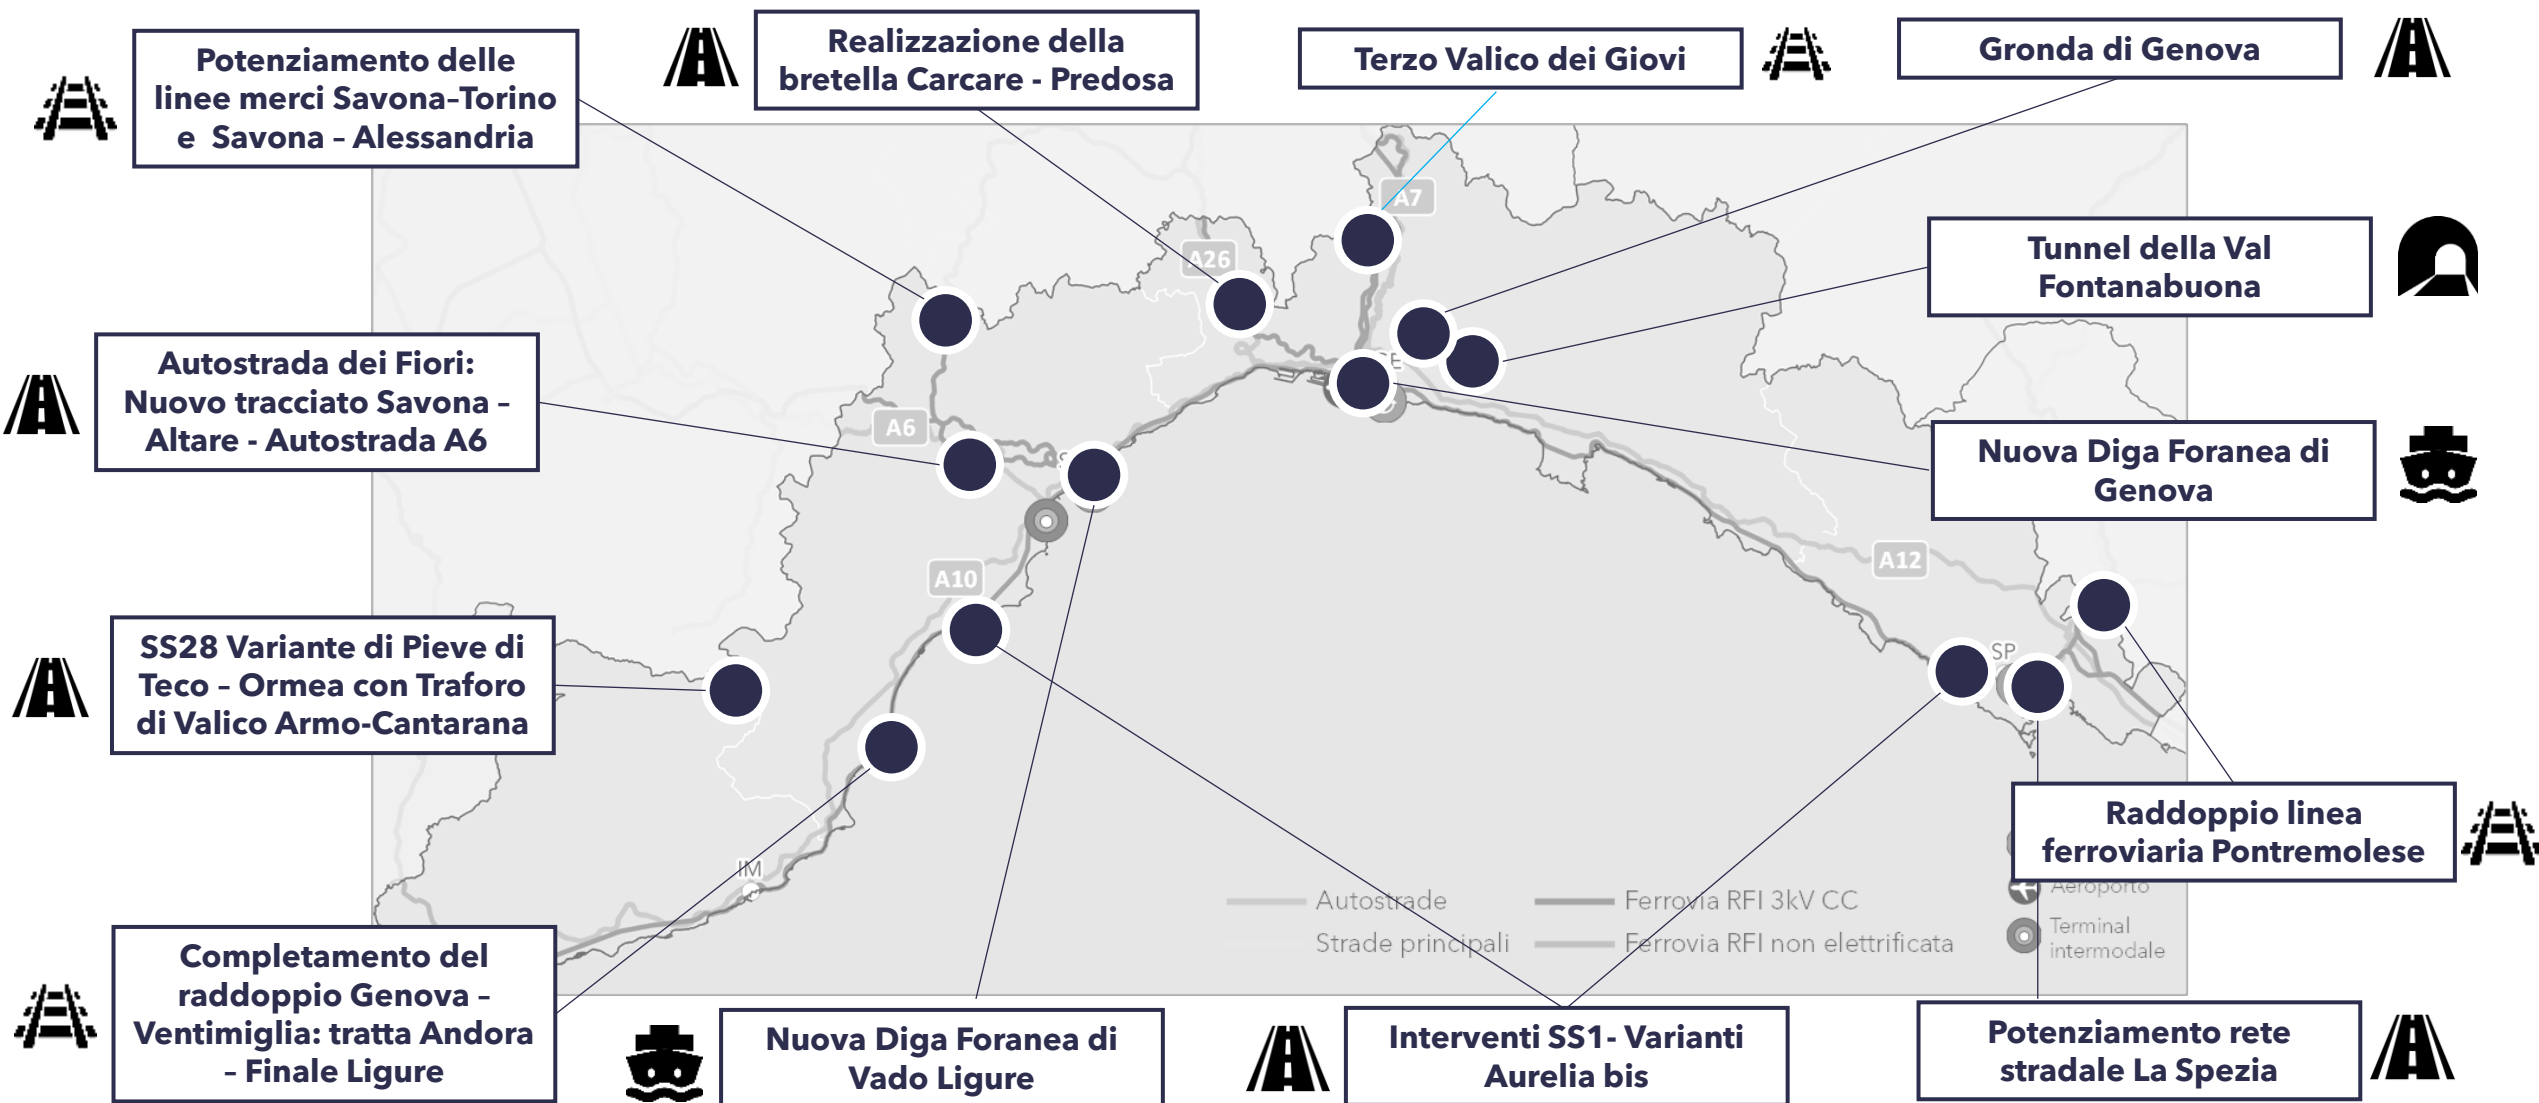 Potenziamento delle
linee merci Savona–Torino
e Savona – Alessandria
Realizzazione della
bretella Carcare - Predosa
Terzo Valico dei Giovi
Gronda di Genova
Tunnel della Val
Fontanabuona
Autostrada dei Fiori:
Nuovo tracciato Savona –
Altare - Autostrada A6
Nuova Diga Foranea di
Genova
SS28 Variante di Pieve di
Teco – Ormea con Traforo
di Valico Armo-Cantarana
Raddoppio linea
ferroviaria Pontremolese
Completamento del
raddoppio Genova –
Ventimiglia: tratta Andora
– Finale Ligure
Nuova Diga Foranea di
Vado Ligure
Interventi SS1- Varianti
Aurelia bis
Potenziamento rete
stradale La Spezia
A7
A26
A6
A10
A12
SP
IM
Autostrade
Strade principali
Ferrovia RFI 3kV CC
Ferrovia RFI non elettrificata
Aeroporto
Terminal
intermodale